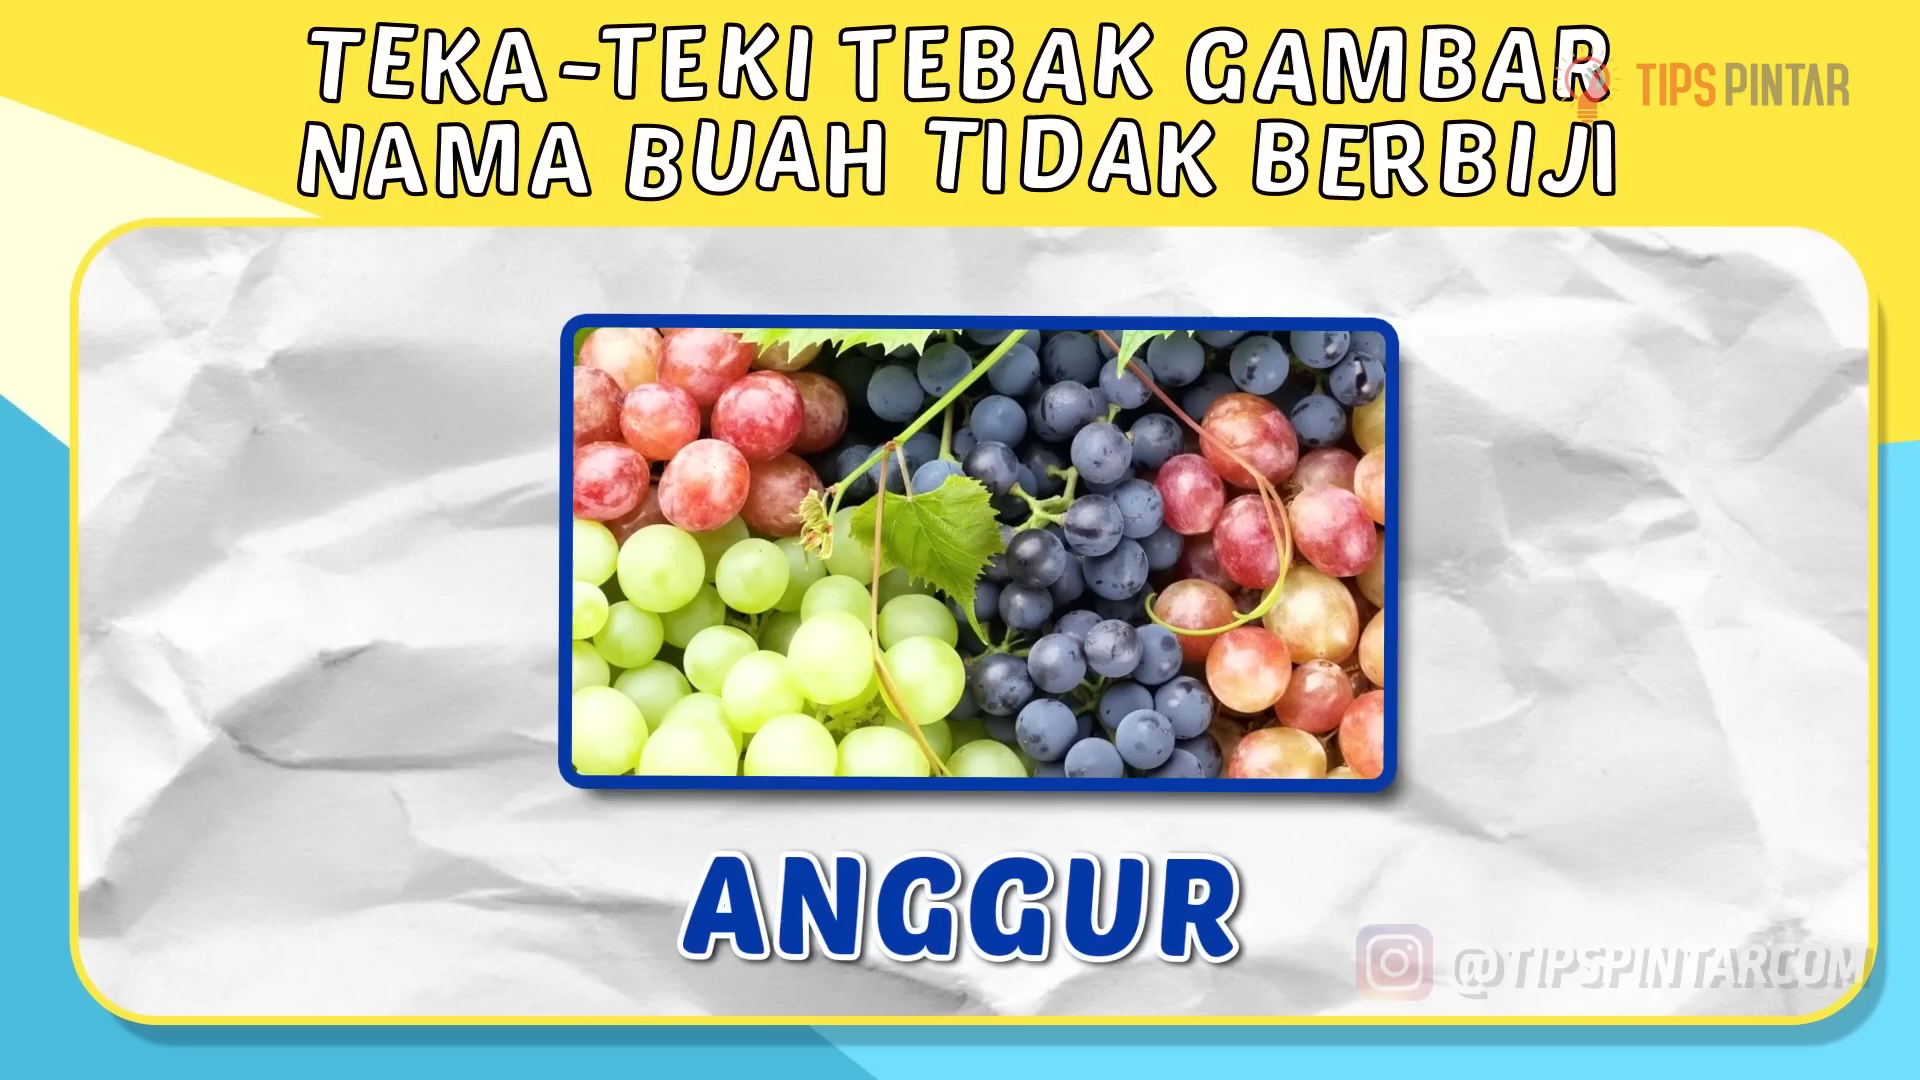 TEKA-TEKI TEBAK GAMBAR
TIPS PINTAR
NAMA BUAH TIDAK BERBIJI
ANGGUR
@TIPSPINTARCOM